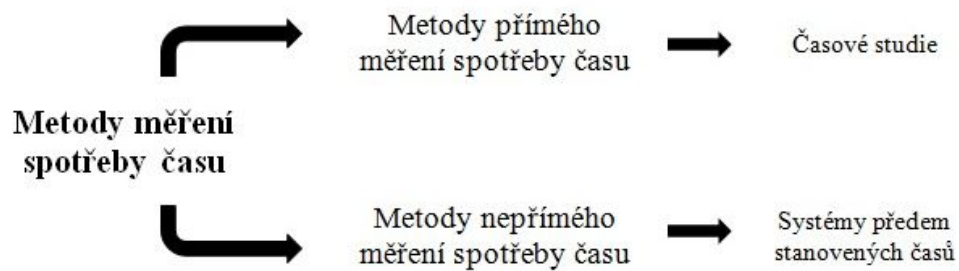 Metody přímého
měření spotřeby času
Časové studie
Metody měření
spotřeby času
Metody nepřímého
měření spotřeby času
Systémy předem
stanovených časů